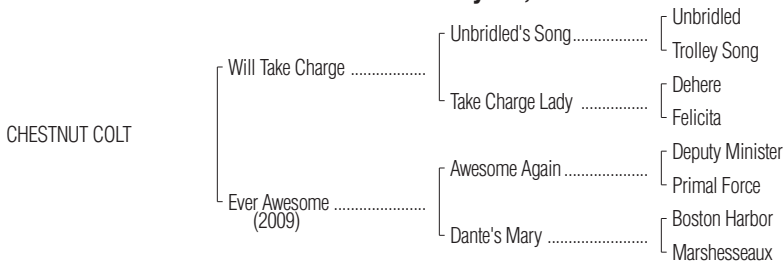 Unbridled
Unbridled's Song..................
Trolley Song
Will Take Charge ..................
Dehere
Take Charge Lady ................
Felicita
CHESTNUT COLT
Deputy Minister
Awesome Again....................
Primal Force
Ever Awesome ......................
(2009)
Boston Harbor
Dante's Mary ........................
Marshesseaux